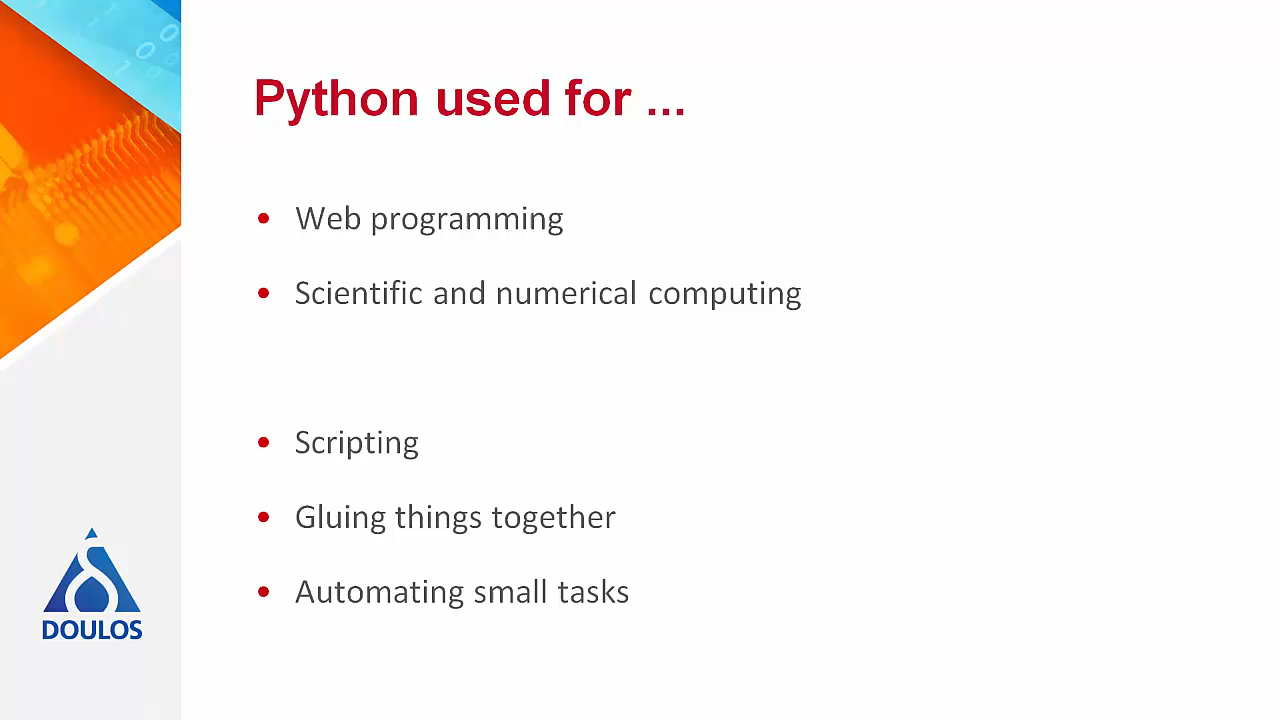 Python used for ...
• Web programming
• Scientific and numerical computing
• Scripting
• Gluing things together
• Automating small tasks
DOULOS